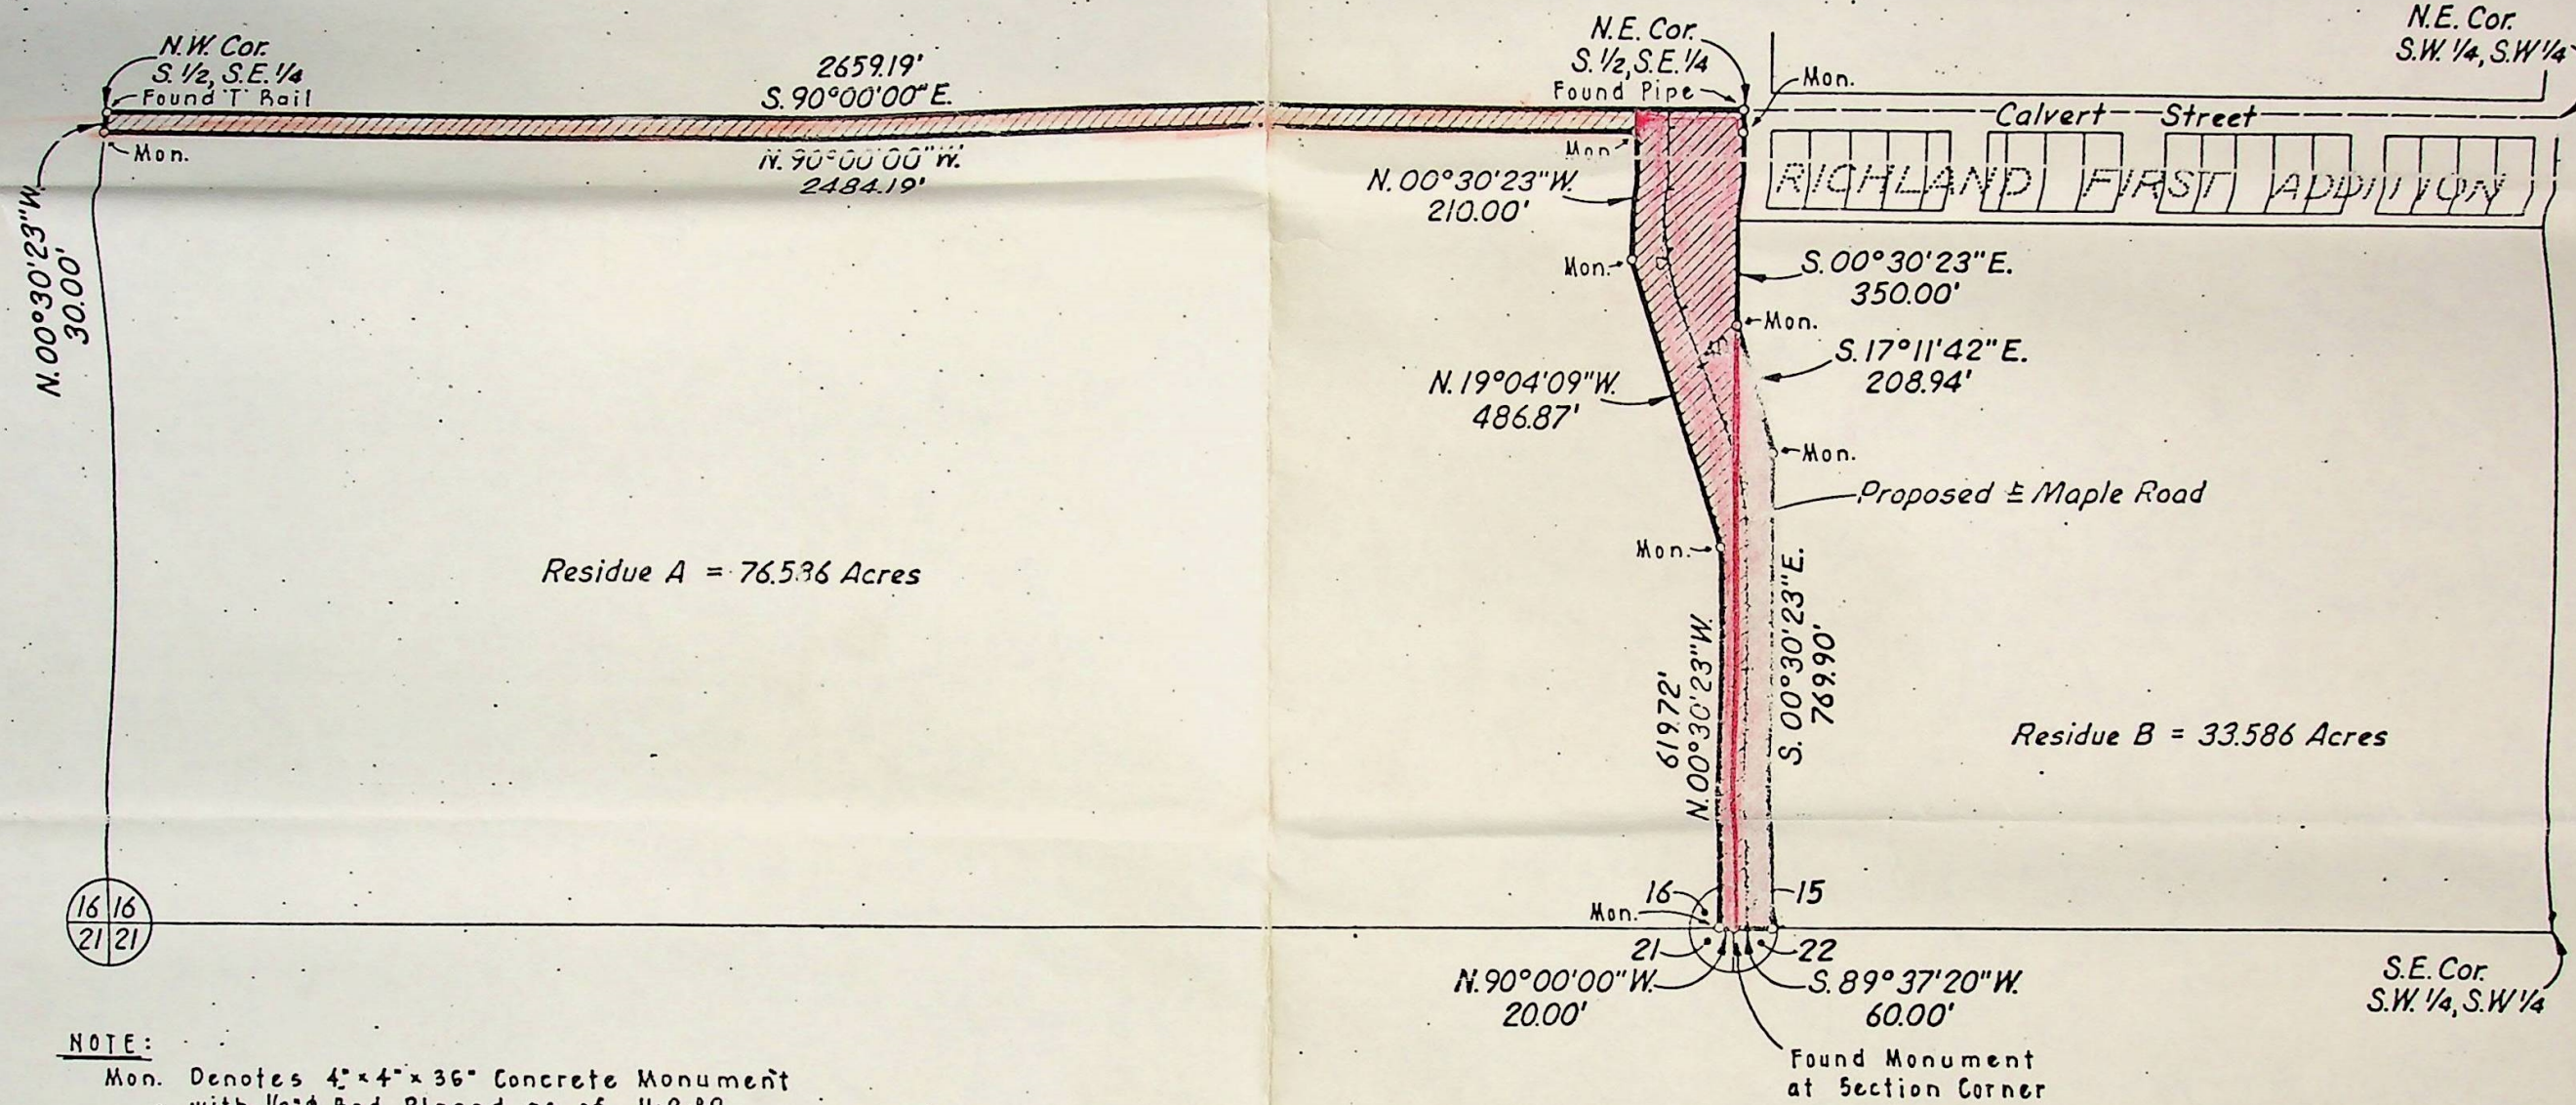 N.W. Cor.
S. 1/2, S.E. 1/4
Found 'T' Rail
Mon.
N.00°30'23"W.
30.00'
2659.19'
S.90°00'00"E.
N.90°00'00"W.
2484.19'
N.E. Cor.
S. 1/2, S.E. 1/4
Found Pipe
Mon.
N.E. Cor.
S.W. 1/4, S.W 1/4
Calvert Street
RICHLAND FIRST ADDITION
Mon
N.00°30'23"W.
210.00'
Mon.
S.00°30'23"E.
350.00'
Mon.
S.17°11'42"E.
208.94'
N.19°04'09"W.
486.87'
Mon.
Proposed ₤ Maple Road
Mon.
Residue A = 76.536 Acres
619.72'
N.00°30'23"W.
S.00°30'23"E.
769.90'
Residue B = 33.586 Acres
16 16
21 21
16
15
Mon.
21
22
N.90°00'00"W.
20.00'
S.89°37'20"W.
60.00'
S.E. Cor.
S.W. 1/4, S.W 1/4
Found Monument
at Section Corner
NOTE:
Mon. Denotes 4"x4"x 36" Concrete Monument